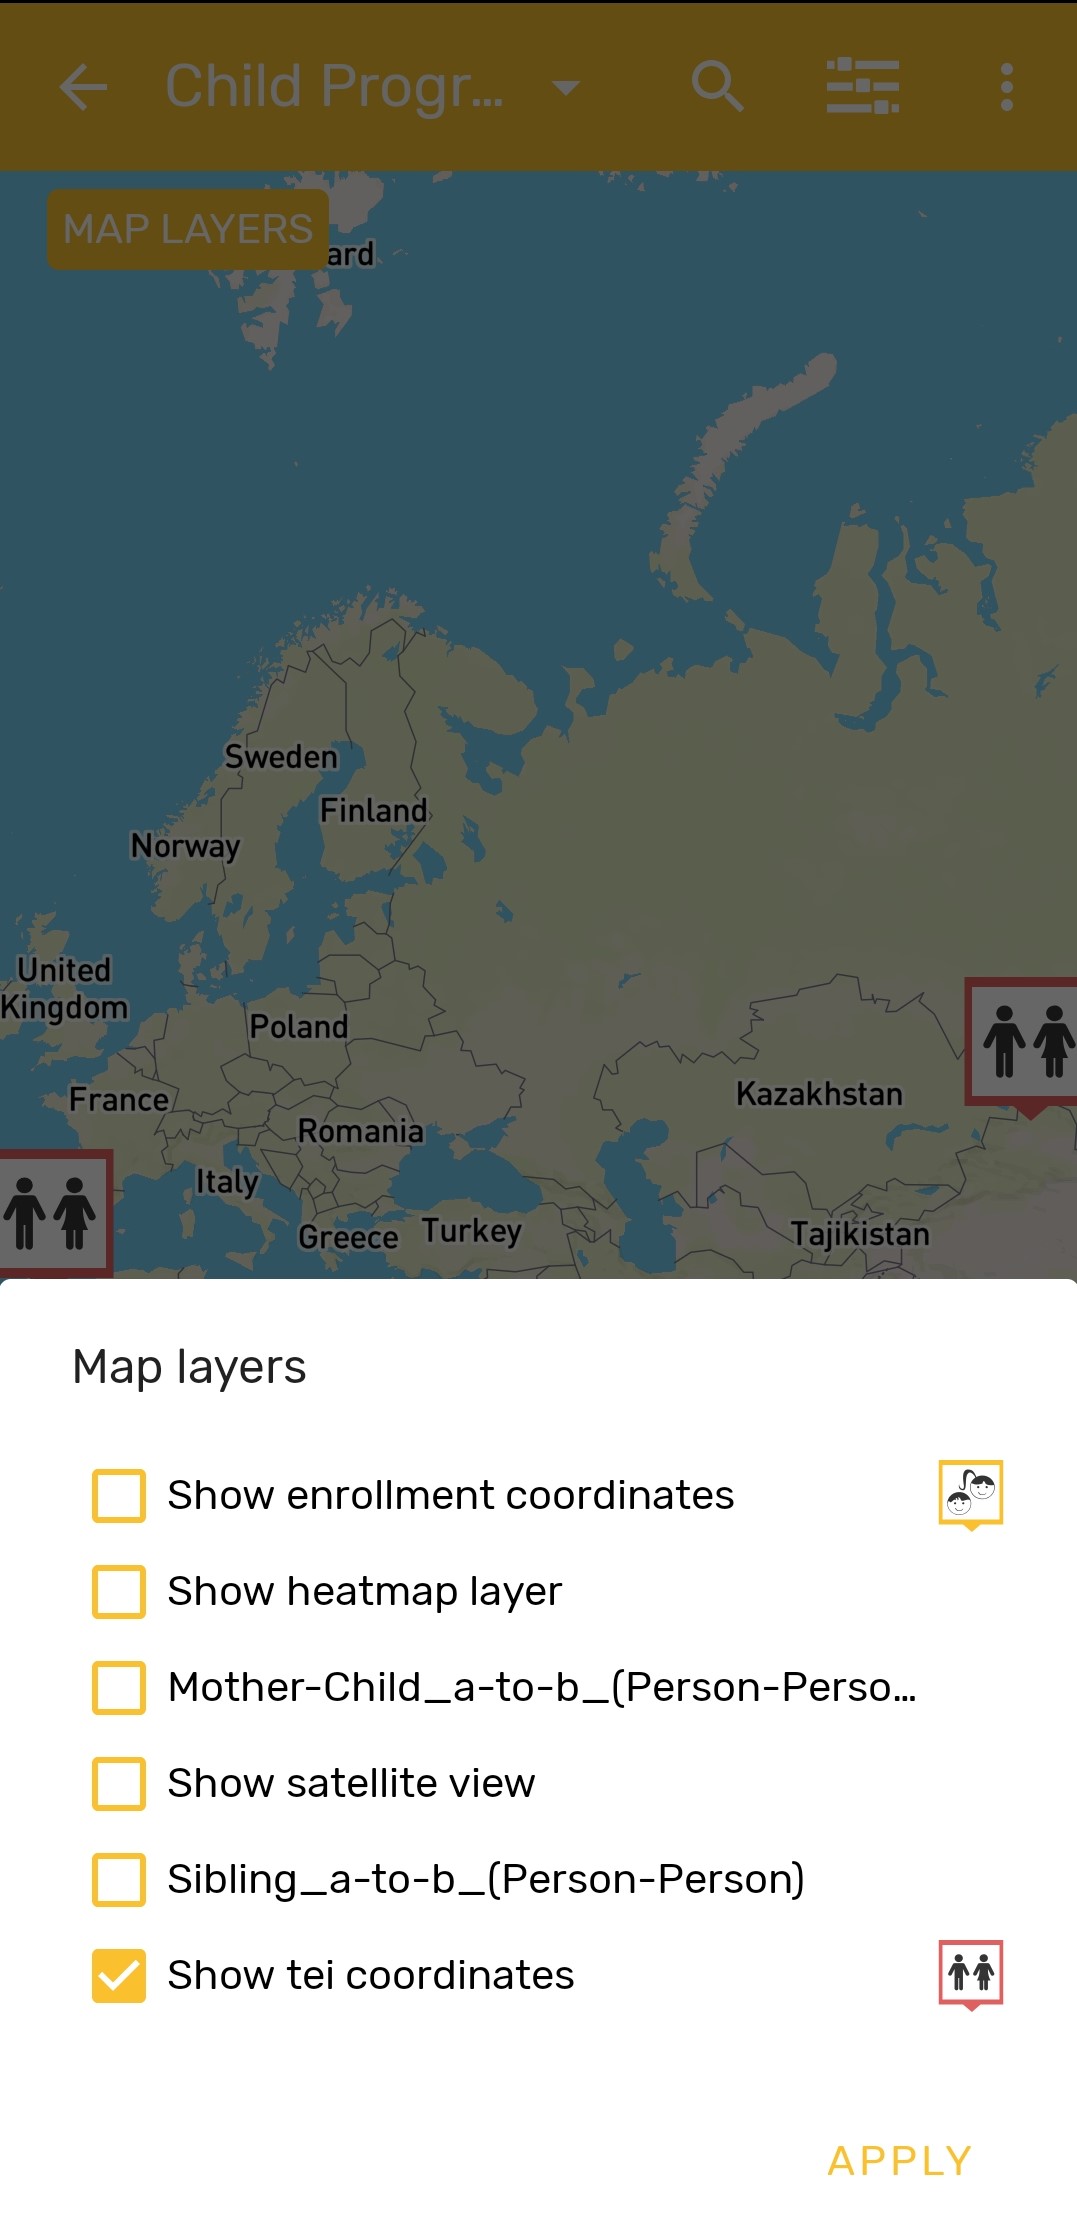 Child Progr...
MAP LAYERS
ard
Sweden
Finland
Norway
United
Kingdom
Poland
France
Kazakhstan
Romania
Italy
Greece
Turkey
Tajikistan
Map layers
Show enrollment coordinates
Show heatmap layer
Mother-Child_a-to-b_(Person-Perso...
Show satellite view
Sibling_a-to-b_(Person-Person)
Show tei coordinates
APPLY